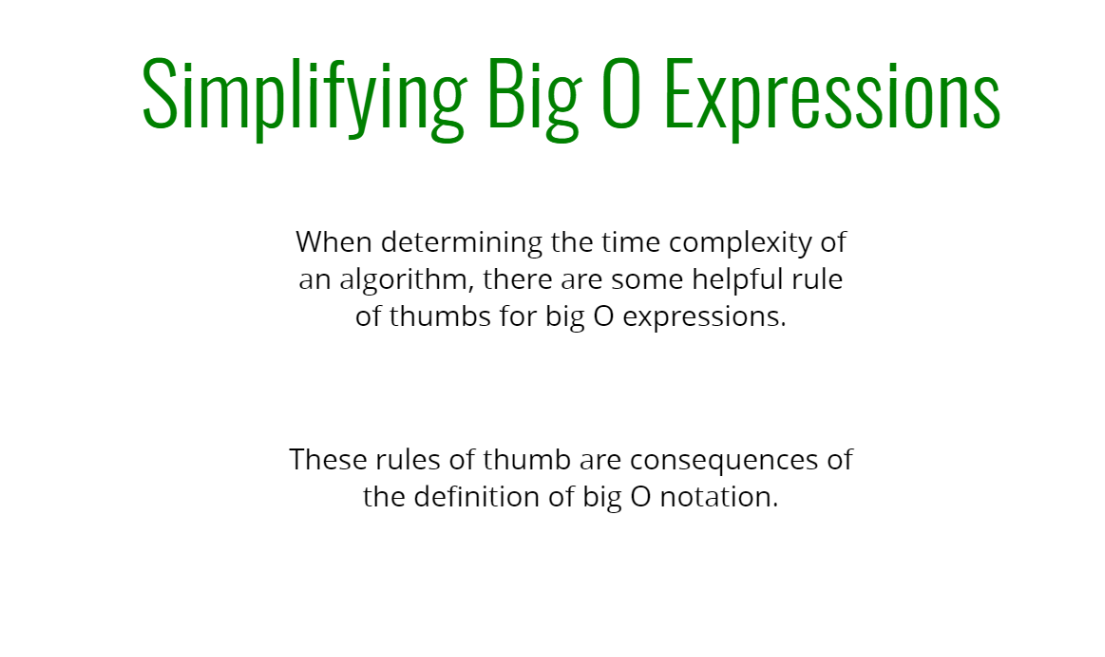 Simplifying Big O Expressions
When determining the time complexity of
an algorithm, there are some helpful rule
of thumbs for big O expressions.
These rules of thumb are consequences of
the definition of big O notation.